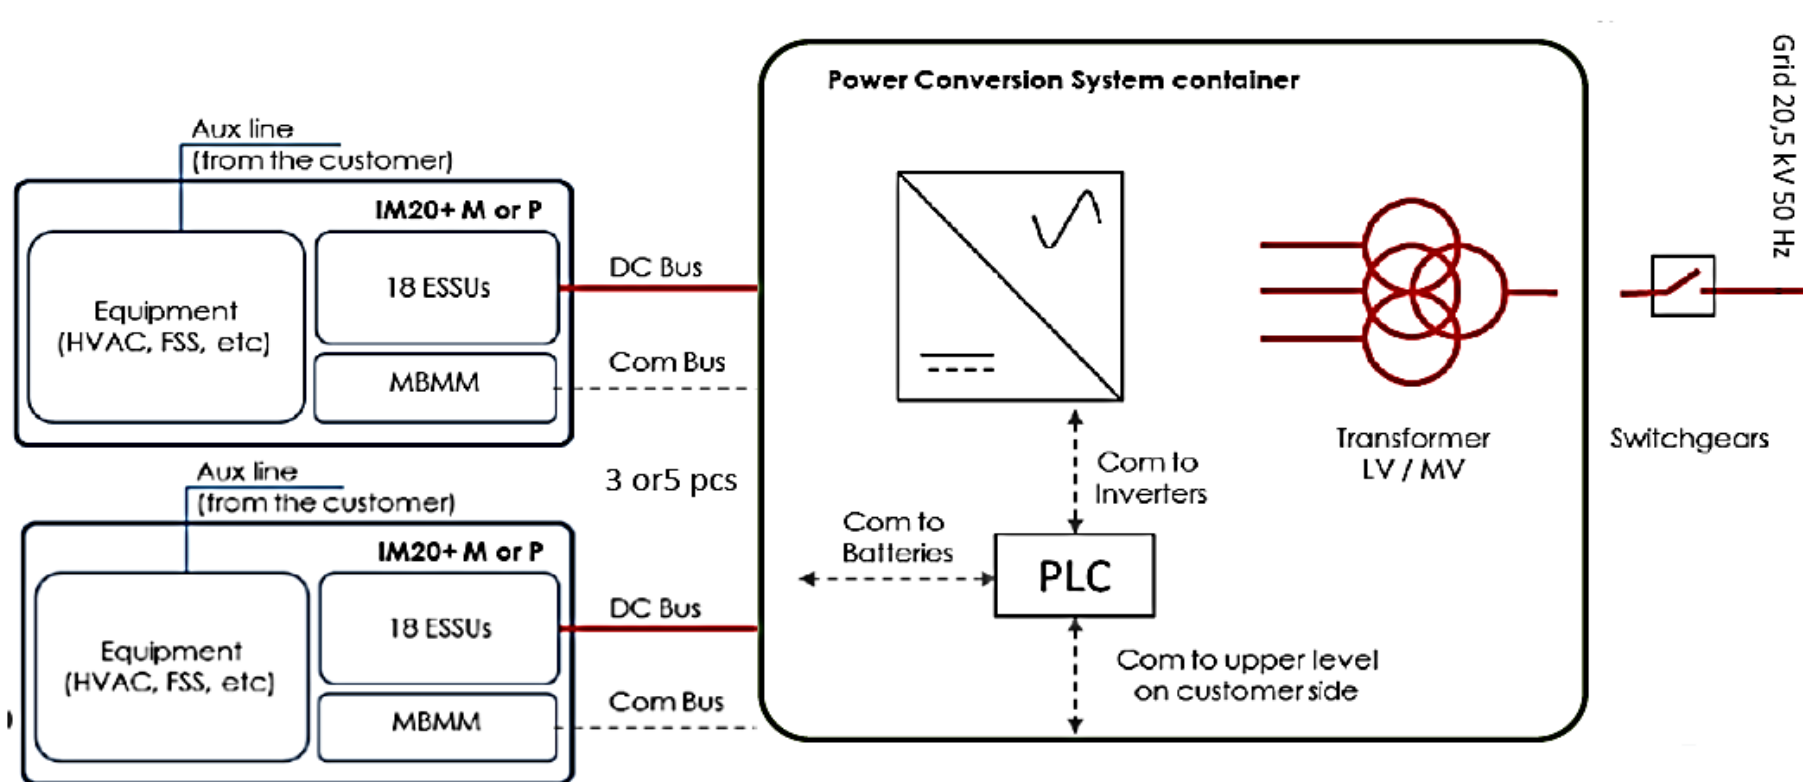 Power Conversion System container
Grid 20,5 kV 50 Hz
Aux line
(from the customer)
IM20+ M or P
18 ESSUs
Equipment
(HVAC, FSS, etc)
MBMM
DC Bus
Com Bus
3 or5 pcs
Aux line
(from the customer)
IM20+ M or P
18 ESSUs
Equipment
(HVAC, FSS, etc)
MBMM
DC Bus
Com Bus
Com to
Inverters
Com to
Batteries
PLC
Com to upper level
on customer side
Transformer
LV / MV
Switchgears